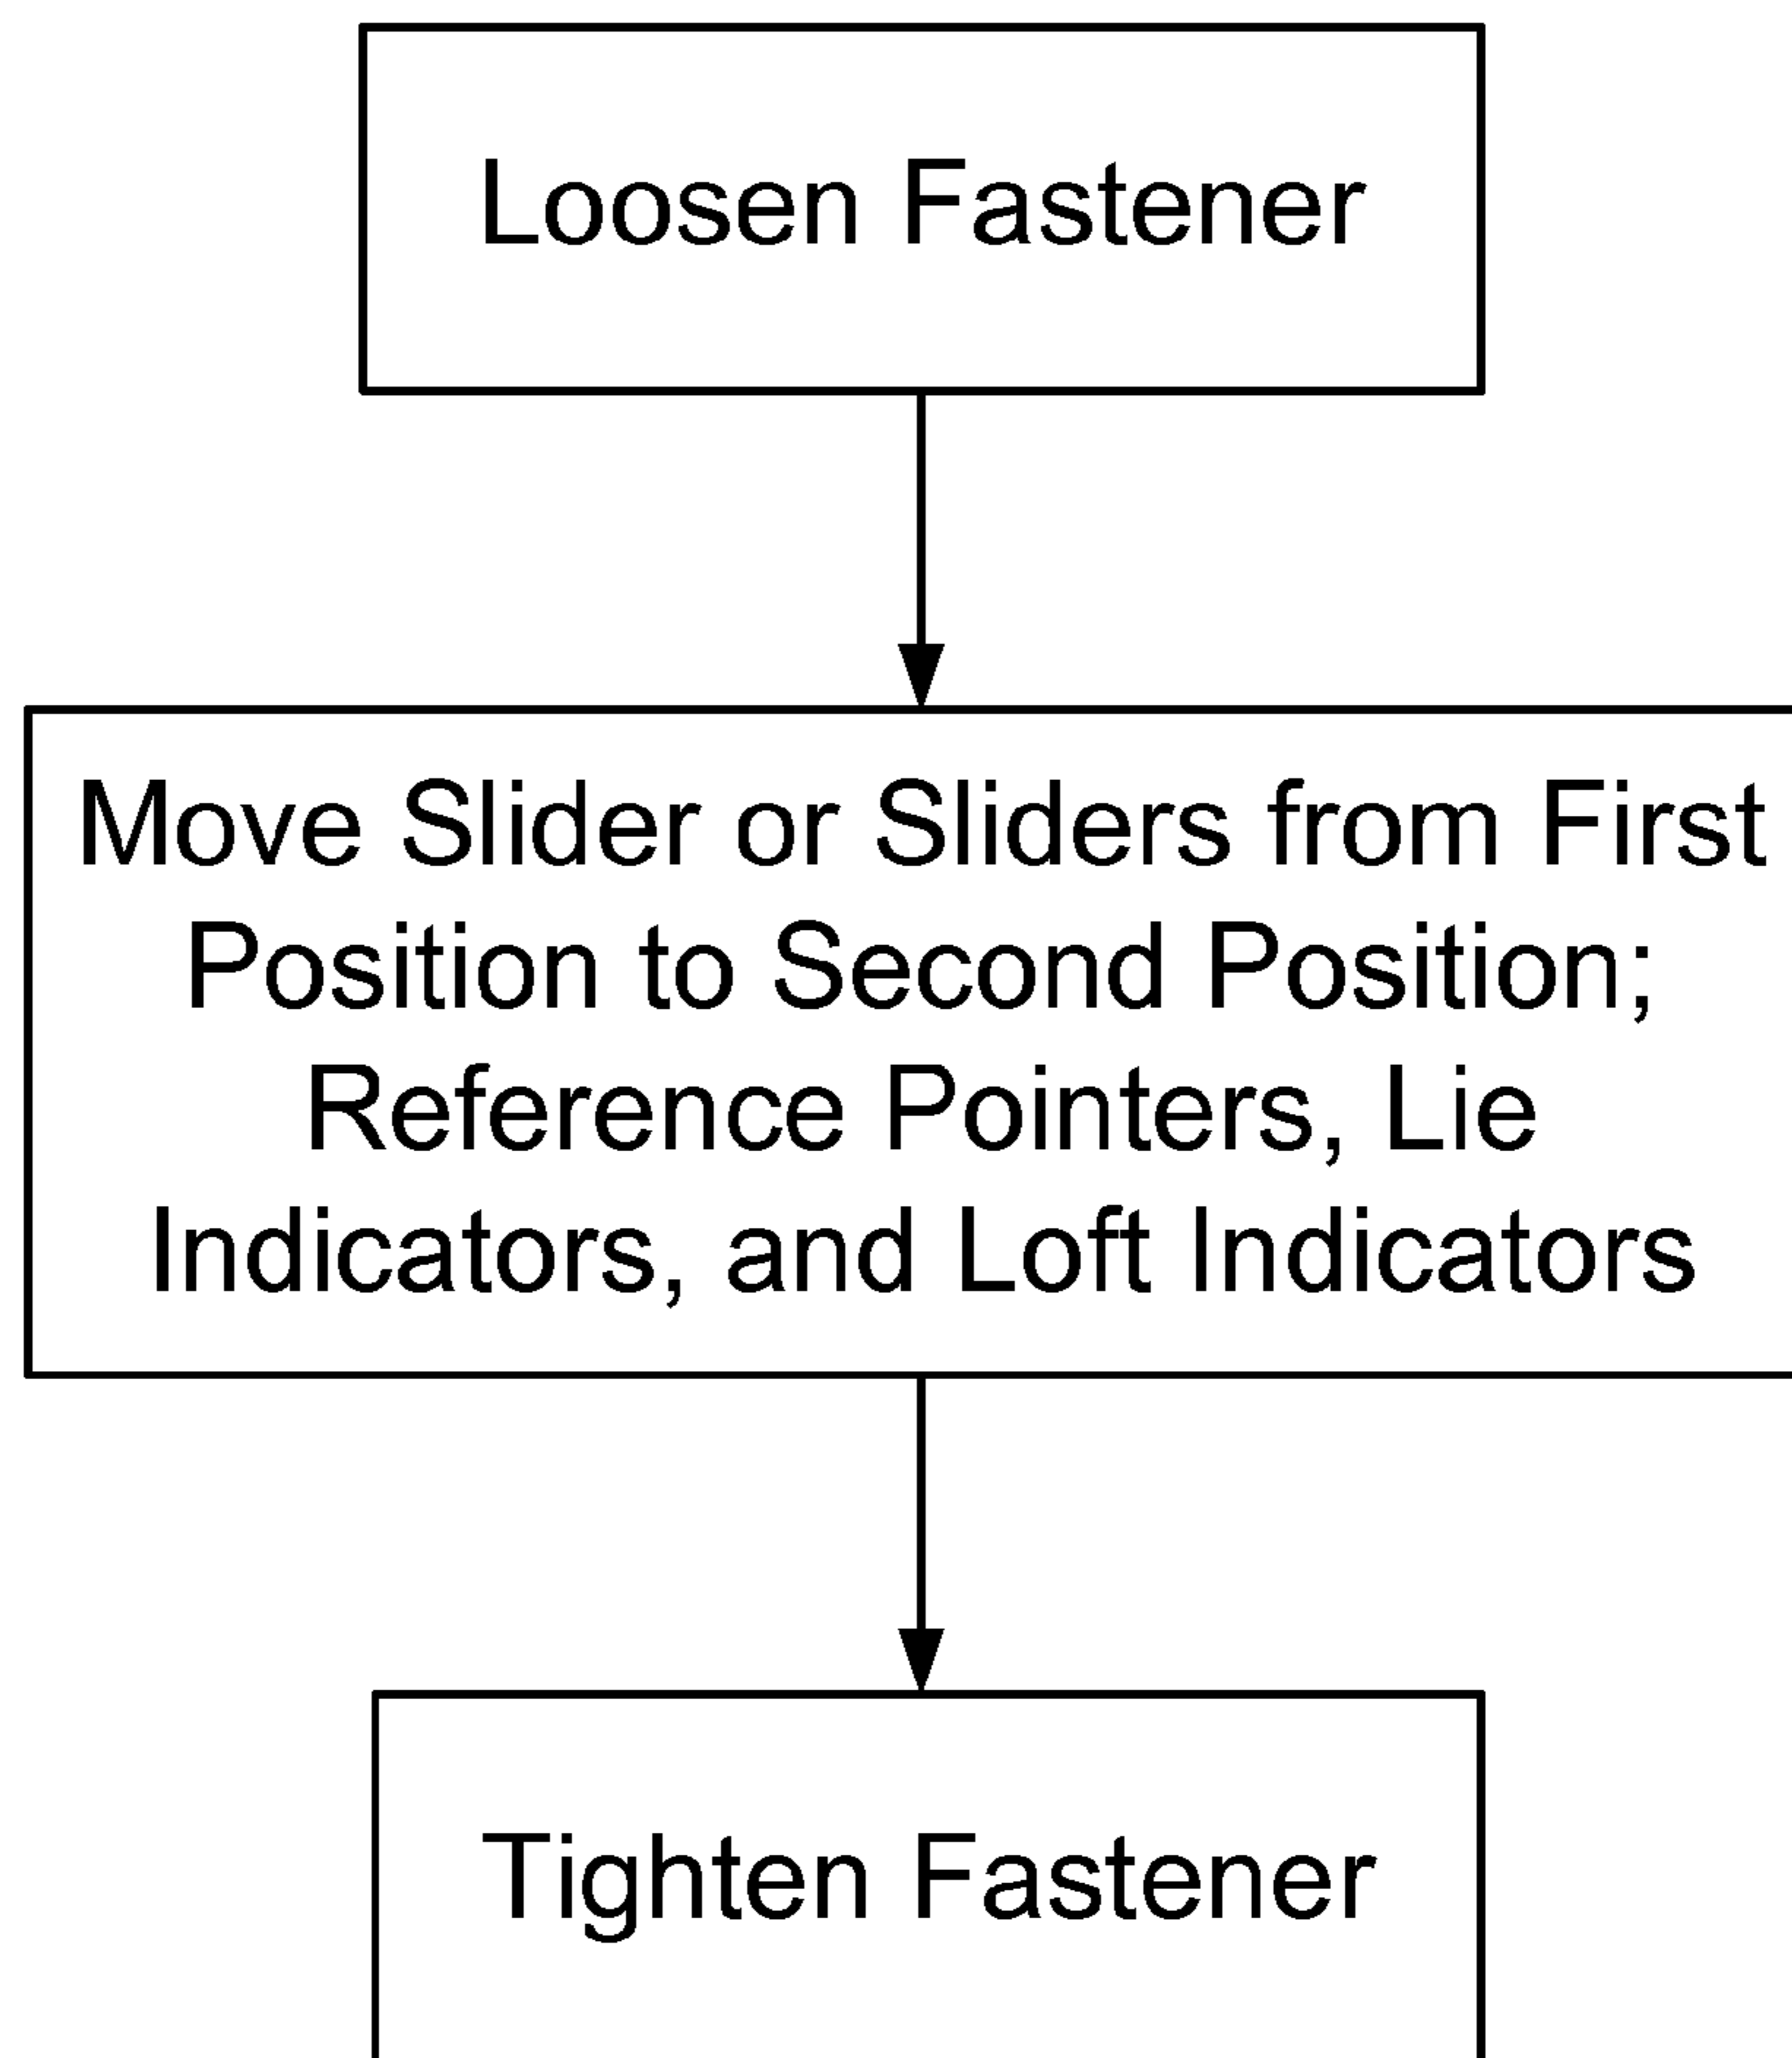 Loosen Fastener
Move Slider or Sliders from First
Position to Second Position;
Reference Pointers, Lie
Indicators, and Loft Indicators
Tighten Fastener